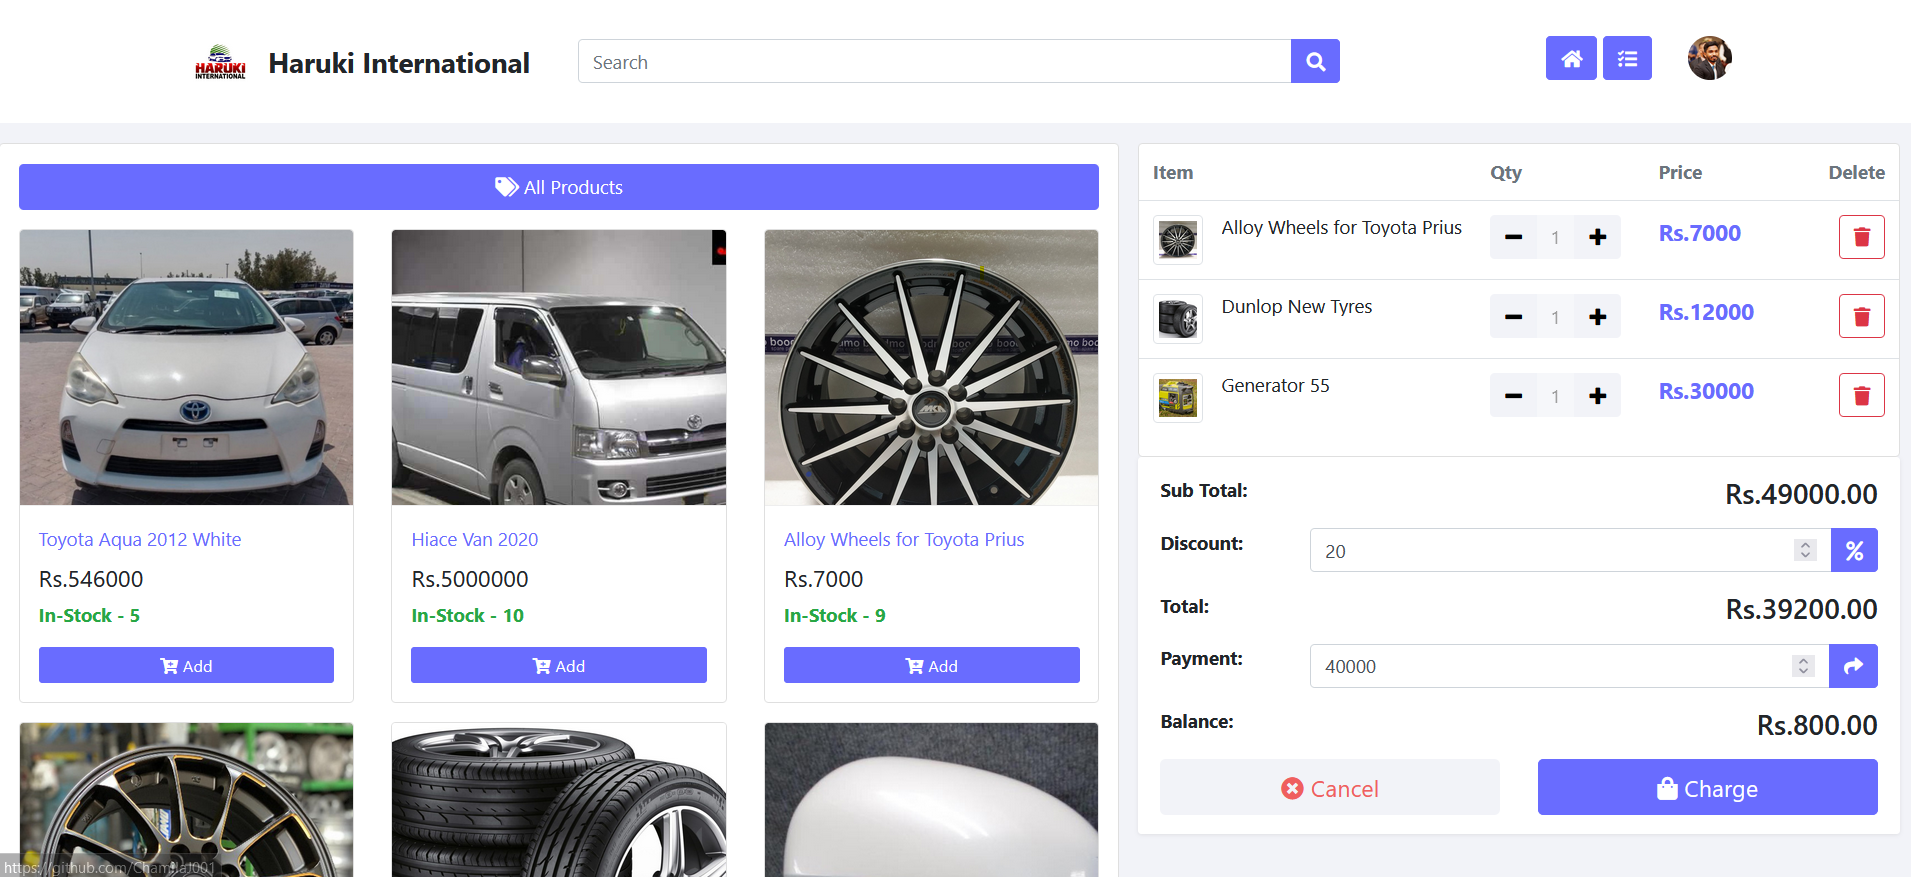 HARUKI
INTERNATIONAL
Haruki International
Search
All Products
Toyota Aqua 2012 White
Rs.546000
In-Stock - 5
Add
Hiace Van 2020
Rs.5000000
In-Stock - 10
Add
Alloy Wheels for Toyota Prius
Rs.7000
In-Stock - 9
Add
Item Qty Price Delete
Alloy Wheels for Toyota Prius 1 Rs.7000
Dunlop New Tyres 1 Rs.12000
Generator 55 1 Rs.30000
Sub Total: Rs.49000.00
Discount: 20 %
Total: Rs.39200.00
Payment: 40000
Balance: Rs.800.00
Cancel Charge